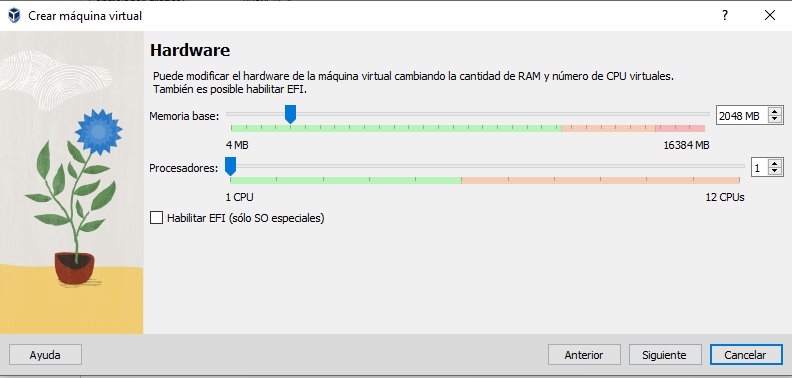 Crear máquina virtual
?
Hardware
Puede modificar el hardware de la máquina virtual cambiando la cantidad de RAM y número de CPU virtuales.
También es posible habilitar EFI.
Memoria base:
2048 MB
4 MB
16384 MB
Procesadores:
1
1 CPU
12 CPUs
Habilitar EFI (sólo SO especiales)
Ayuda
Anterior
Siguiente
Cancelar